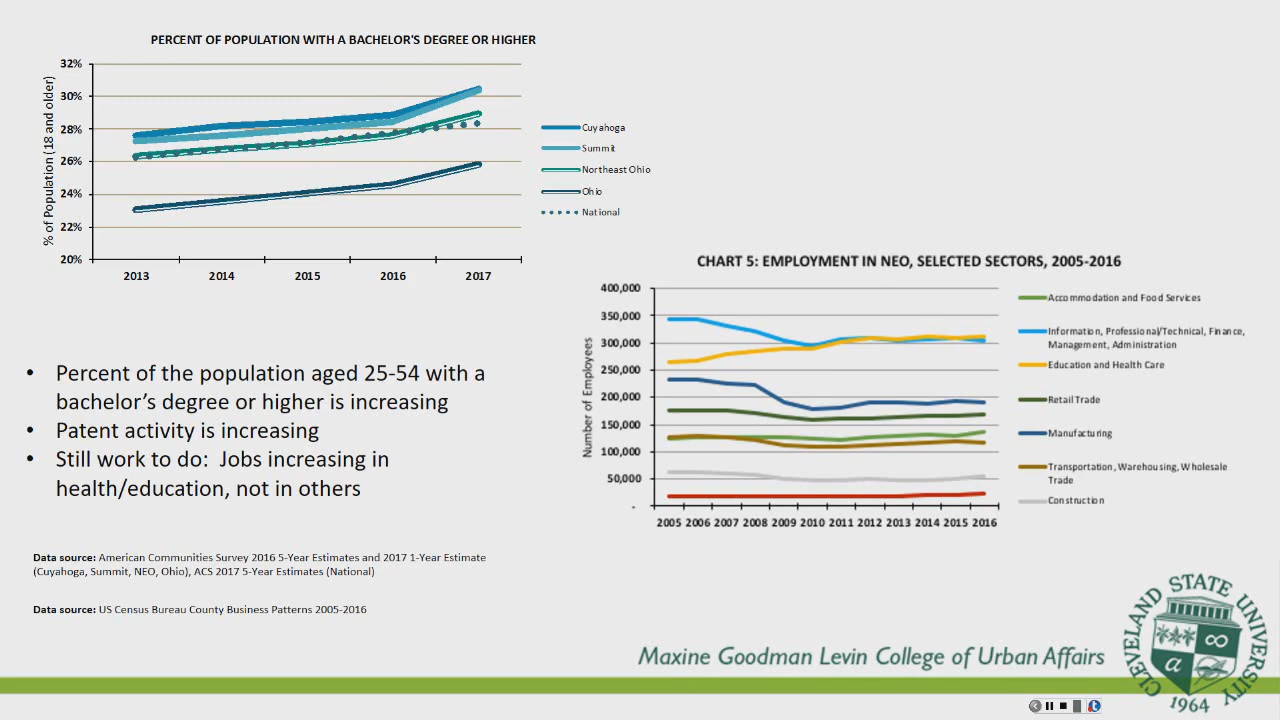 PERCENT OF POPULATION WITH A BACHELOR'S DEGREE OR HIGHER
% of Population (18 and older)
32%
30%
28%
26%
24%
22%
20%
2013 2014 2015 2016 2017
Cuyahoga
Summit
Northeast Ohio
Ohio
National
CHART 5: EMPLOYMENT IN NEO, SELECTED SECTORS, 2005-2016
Number of Employees
400,000
350,000
300,000
250,000
200,000
150,000
100,000
50,000
-
2005 2006 2007 2008 2009 2010 2011 2012 2013 2014 2015 2016
Accommodation and Food Services
Information, Professional/Technical, Finance,
Management, Administration
Education and Health Care
Retail Trade
Manufacturing
Transportation, Warehousing, Wholesale
Trade
Construction
• Percent of the population aged 25-54 with a
bachelor’s degree or higher is increasing
• Patent activity is increasing
• Still work to do: Jobs increasing in
health/education, not in others
Data source: American Communities Survey 2016 5-Year Estimates and 2017 1-Year Estimate
(Cuyahoga, Summit, NEO, Ohio), ACS 2017 5-Year Estimates (National)
Data source: US Census Bureau County Business Patterns 2005-2016
Maxine Goodman Levin College of Urban Affairs
CLEVELAND STATE UNIVERSITY
1964